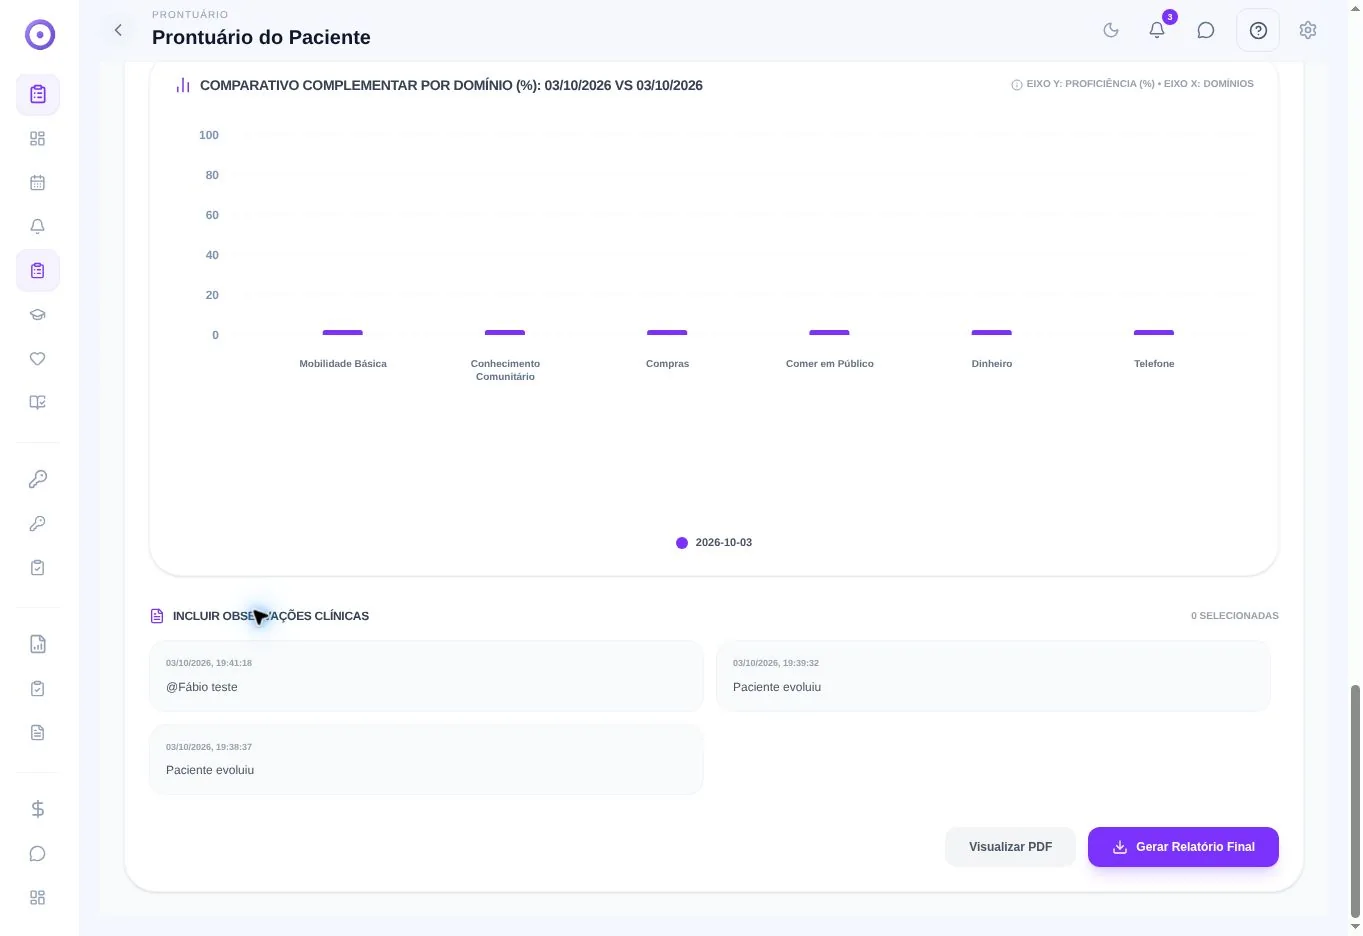 PRONTUÁRIO
Prontuário do Paciente
3
COMPARATIVO COMPLEMENTAR POR DOMÍNIO (%): 03/10/2026 VS 03/10/2026
EIXO Y: PROFICIÊNCIA (%) • EIXO X: DOMÍNIOS
100
80
60
40
20
0
Mobilidade Básica
Conhecimento
Comunitário
Compras
Comer em Público
Dinheiro
Telefone
2026-10-03
INCLUIR OBSERVAÇÕES CLÍNICAS
0 SELECIONADAS
03/10/2026, 19:41:18
@Fábio teste
03/10/2026, 19:39:32
Paciente evoluiu
03/10/2026, 19:38:37
Paciente evoluiu
Visualizar PDF
Gerar Relatório Final